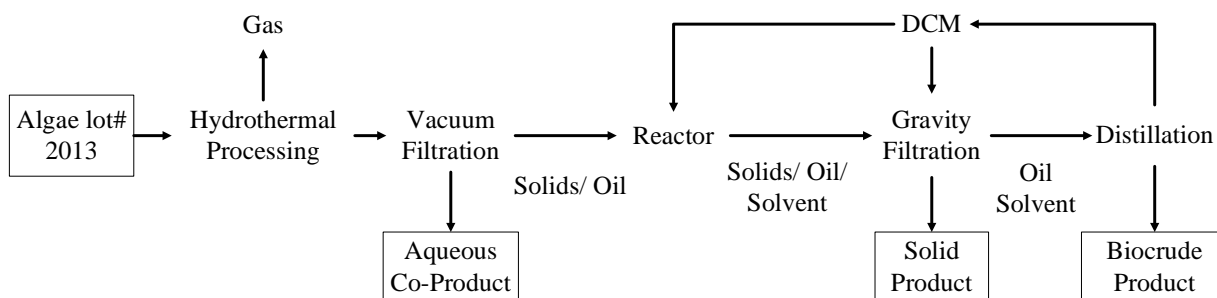 Gas
DCM
Algae lot#
2013
Hydrothermal
Processing
Vacuum
Filtration
Solids/ Oil
Reactor
Solids/ Oil/
Solvent
Gravity
Filtration
Oil
Solvent
Distillation
Aqueous
Co-Product
Solid
Product
Biocrude
Product